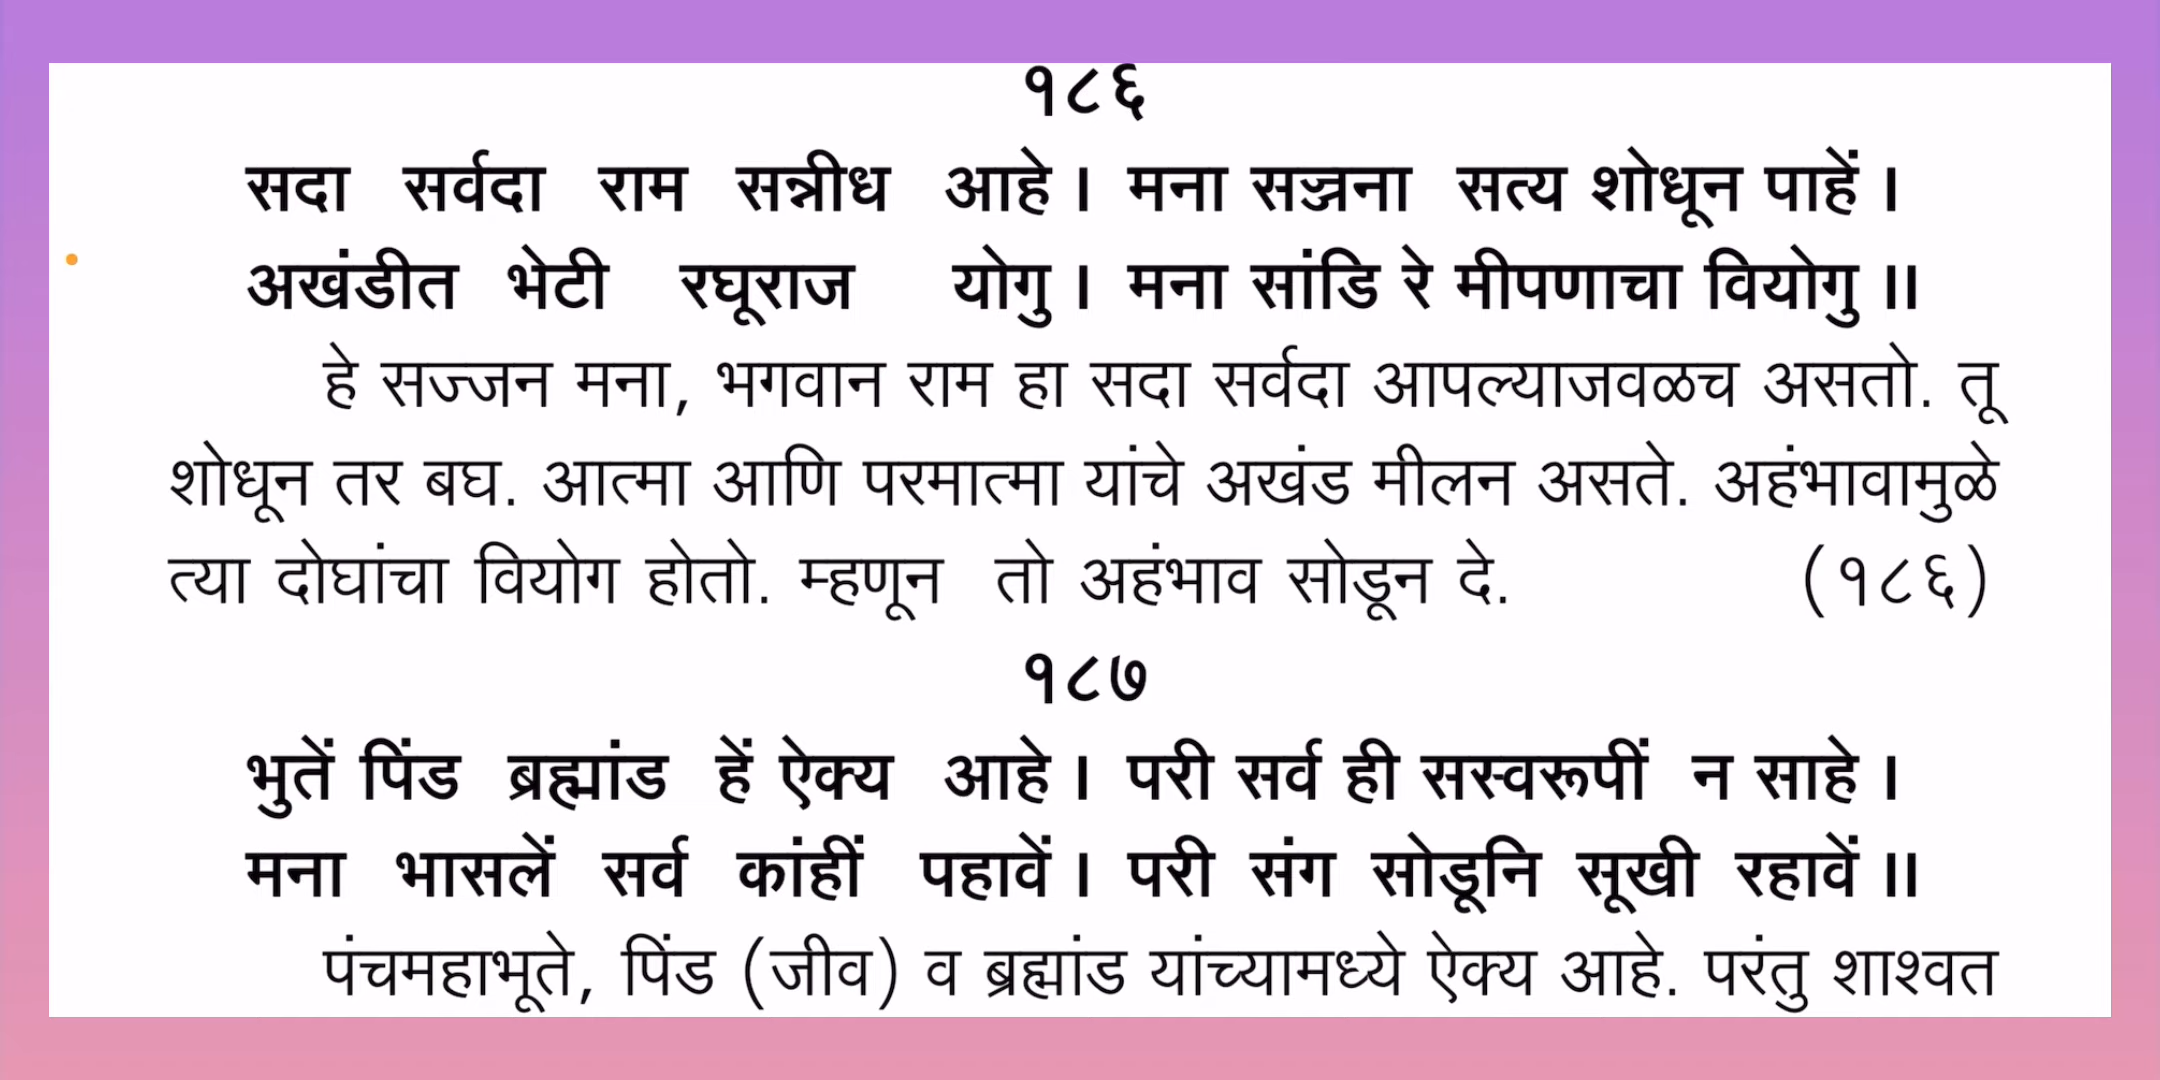 १८६
सदा सर्वदा राम सन्नीध आहे । मना सज्जना सत्य शोधून पाहें ।
अखंडीत भेटी रघूराज योगु । मना सांडि रे मीपणाचा वियोगु ॥
हे सज्जन मना, भगवान राम हा सदा सर्वदा आपल्याजवळच असतो. तू
शोधून तर बघ. आत्मा आणि परमात्मा यांचे अखंड मीलन असते. अहंभावामुळे
त्या दोघांचा वियोग होतो. म्हणून तो अहंभाव सोडून दे. (१८६)
१८७
भुतें पिंड ब्रह्मांड हें ऐक्य आहे । परी सर्व ही सस्वरूपीं न साहे ।
मना भासलें सर्व कांहीं पहावें । परी संग सोडूनि सूखी रहावें ॥
पंचमहाभूते, पिंड (जीव) व ब्रह्मांड यांच्यामध्ये ऐक्य आहे. परंतु शाश्वत